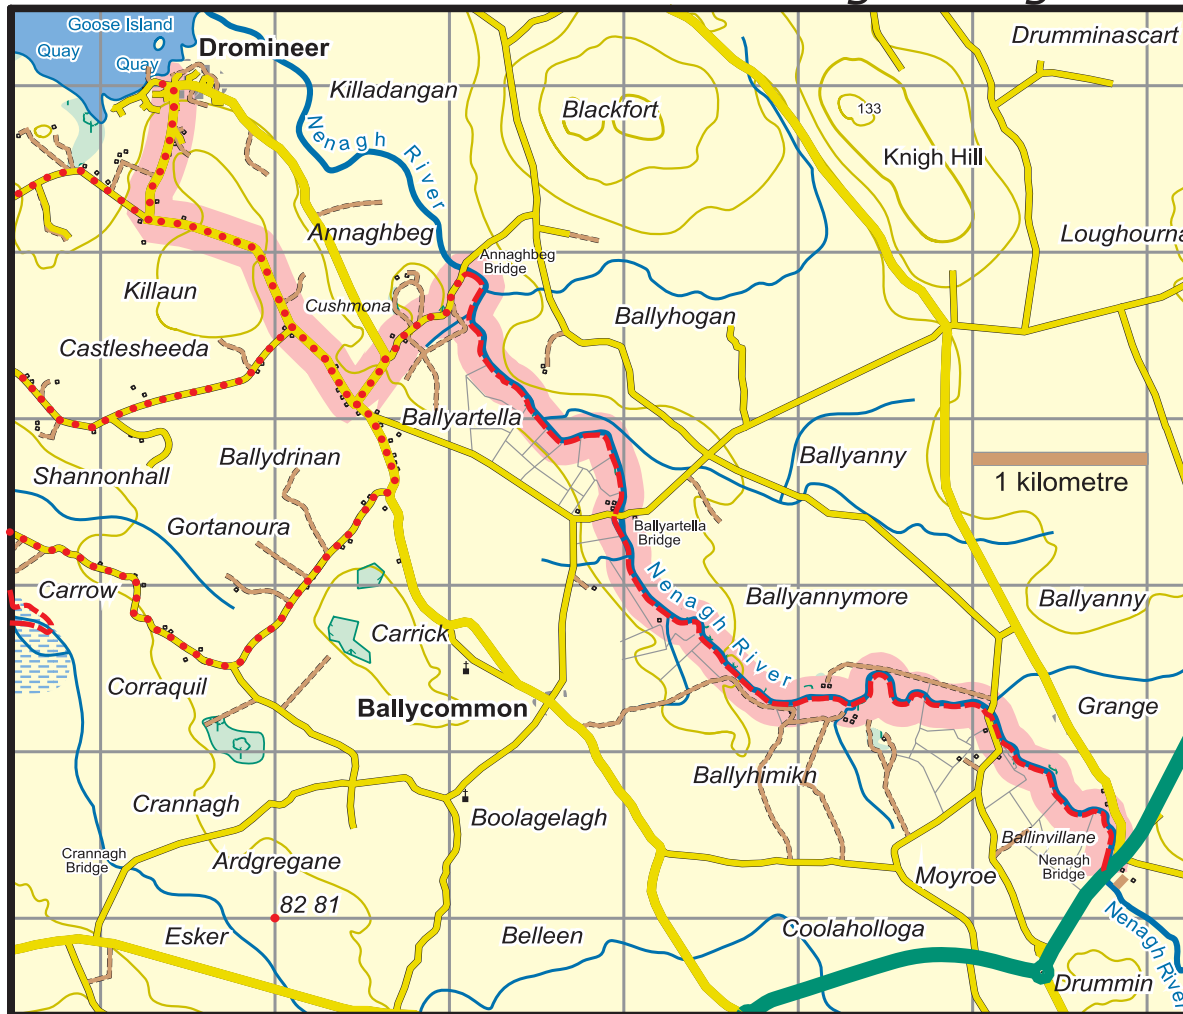 Goose Island
Quay
Quay
Dromineer
Drumminascart
Killadangan
Blackfort
133
Knigh Hill
Nenagh River
Annaghbeg
Annaghbeg
Bridge
Loughourna
Killaun
Cushmona
Ballyhogan
Castlesheeda
Ballyartella
Ballydrinan
Ballyanny
Shannonhall
1 kilometre
Gortanoura
Ballyartella
Bridge
Carrow
Nenagh River
Ballyannymore
Ballyanny
Carrick
Corraquil
Ballycommon
Grange
Ballyhimikn
Crannagh
Boolagelagh
Ballinvillane
Crannagh
Bridge
Ardgregane
Nenagh
Bridge
Moyroe
82 81
Esker
Belleen
Coolaholloga
Nenagh River
Drummin